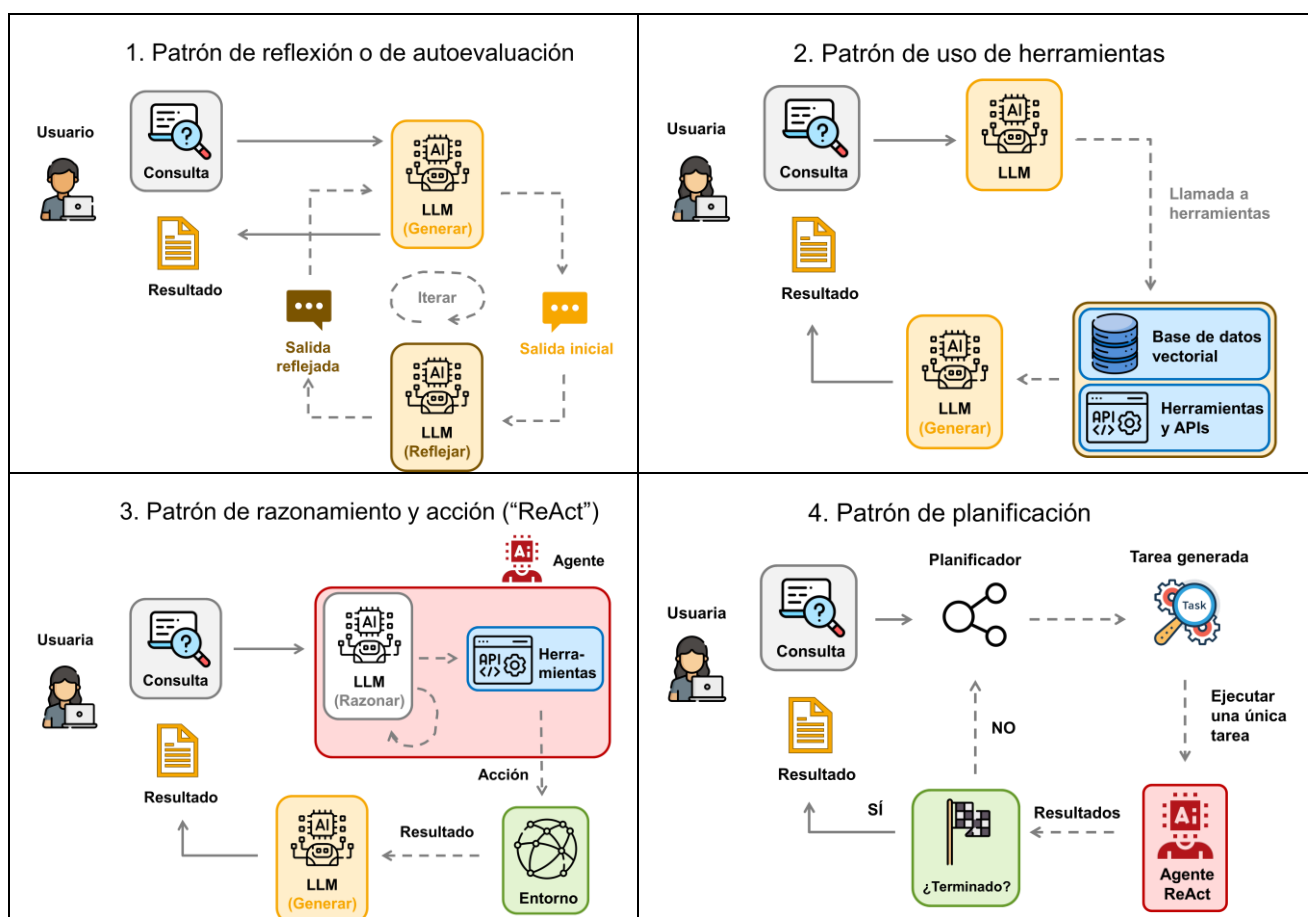 1. Patrón de reflexión o de autoevaluación
Usuario
Consulta
AI
LLM
(Generar)
Resultado
Iterar
Salida
reflejada
Salida inicial
AI
LLM
(Reflejar)
2. Patrón de uso de herramientas
Usuaria
Consulta
AI
LLM
Llamada a
herramientas
Resultado
Base de datos
vectorial
AI
LLM
(Generar)
API
</>
Herramientas
y APIs
3. Patrón de razonamiento y acción (“ReAct”)
Ai
Agente
Usuaria
Consulta
AI
LLM
(Razonar)
API
</>
Herra-
mientas
Acción
Resultado
AI
LLM
(Generar)
Resultado
Entorno
4. Patrón de planificación
Planificador
Tarea generada
Usuaria
Consulta
Task
Ejecutar
una única
tarea
NO
Resultado
SÍ
¿Terminado?
Resultados
Ai
Agente
ReAct